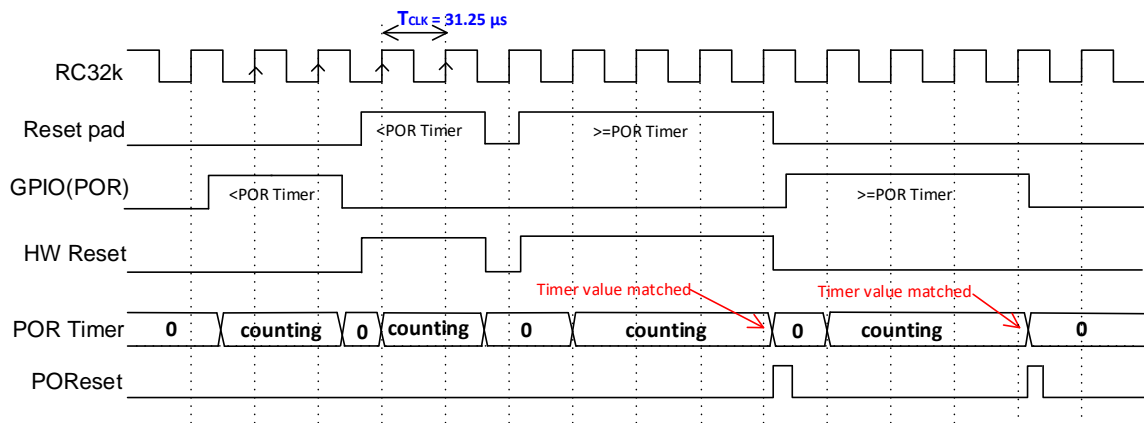 TCLK = 31.25 µs
RC32k
Reset pad
<POR Timer
>=POR Timer
GPIO(POR)
<POR Timer
>=POR Timer
HW Reset
Timer value matched
Timer value matched
POR Timer
0
counting
0
counting
0
counting
0
counting
0
POReset